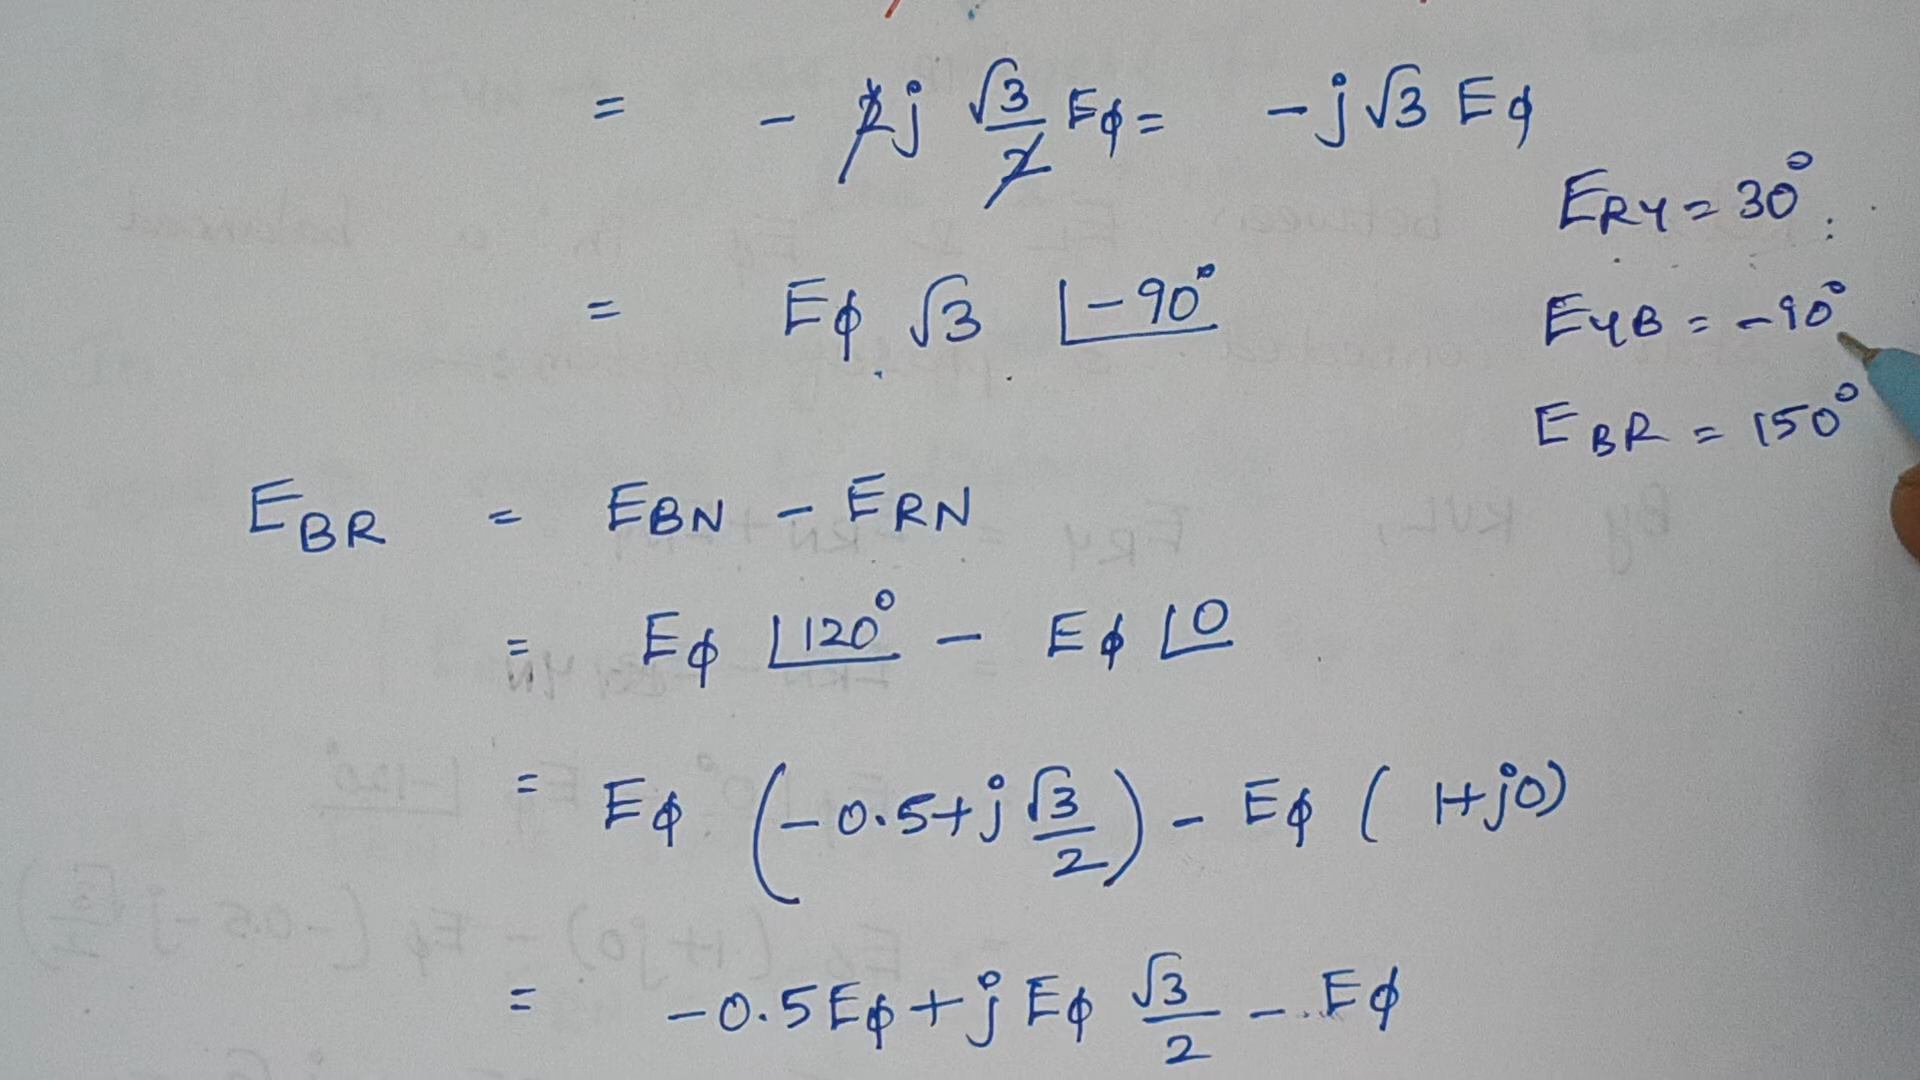 = - 2j √3/2 Eφ = -j√3 Eφ
ERY = 30°
= Eφ √3 ∠-90°
EYB = -90°
EBR = 150°
EBR = EBN - ERN
= Eφ ∠120° - Eφ ∠0
= Eφ (-0.5+j √3/2) - Eφ (1+j0)
= -0.5Eφ + j Eφ √3/2 - Eφ